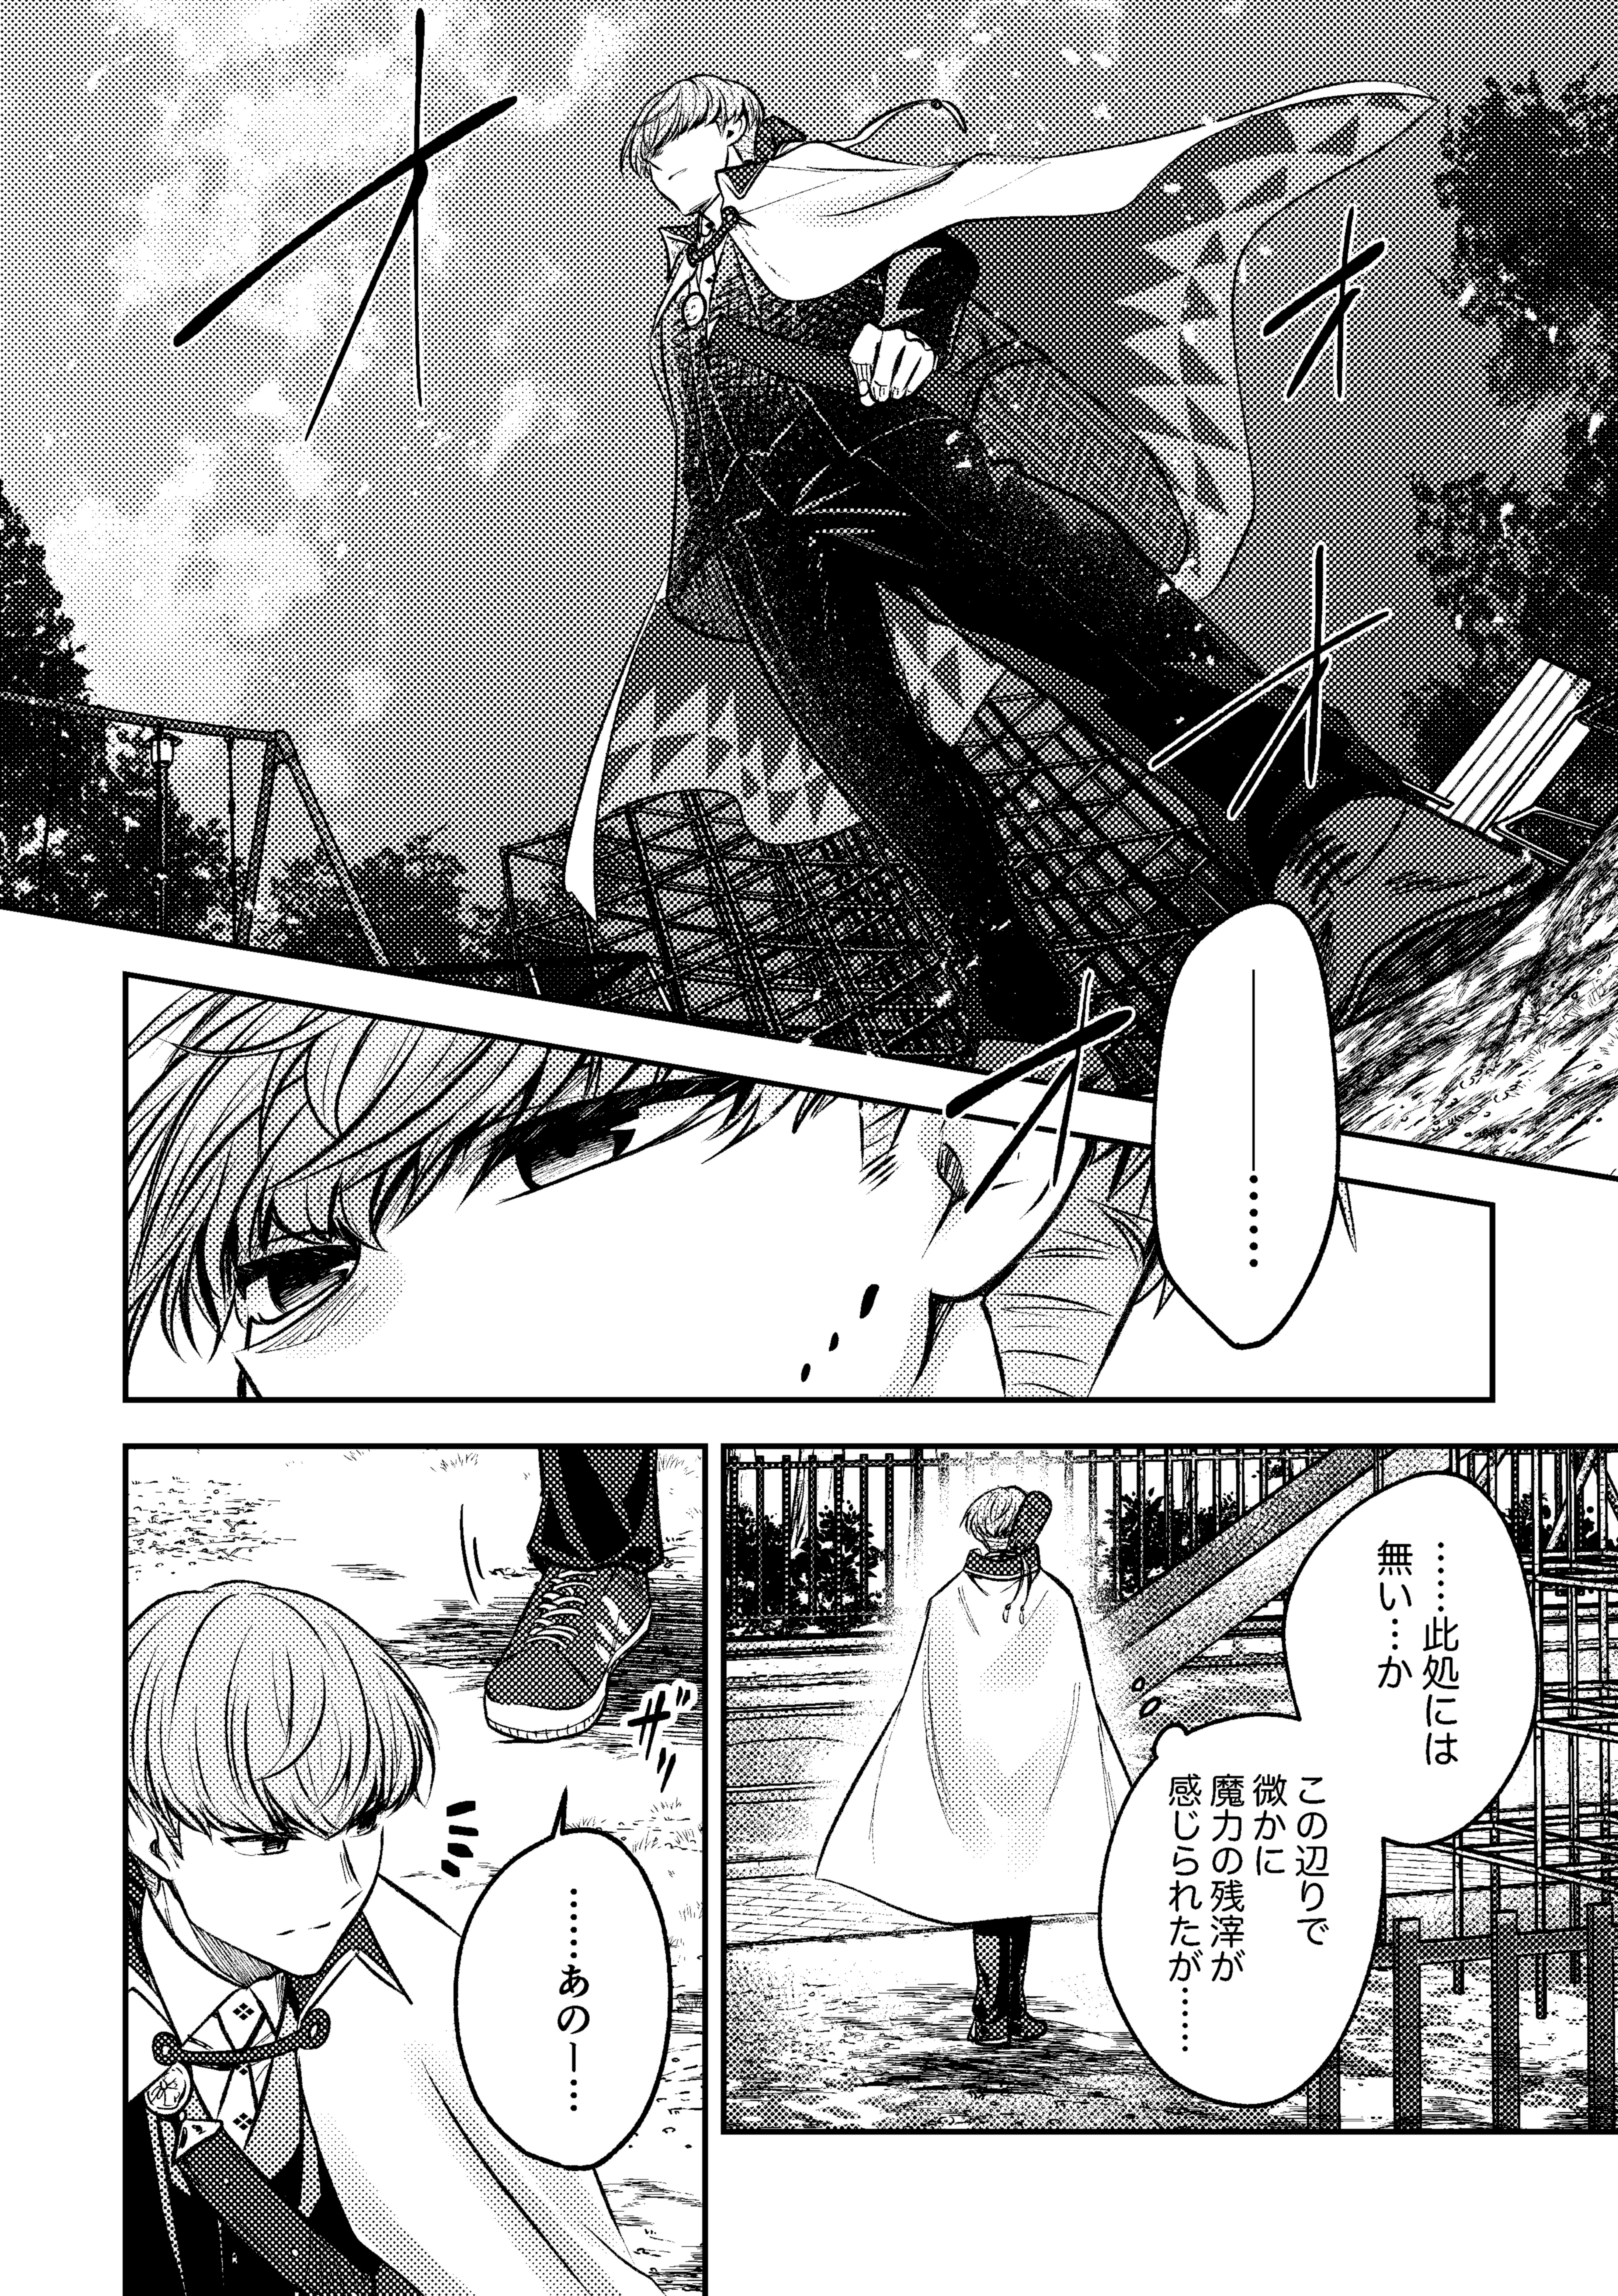 オ
オ
オ
オ
――………
……此処には
無い…か
この辺りで
微かに
魔力の残滓が
感じられたが……
ザッ
……あのー…